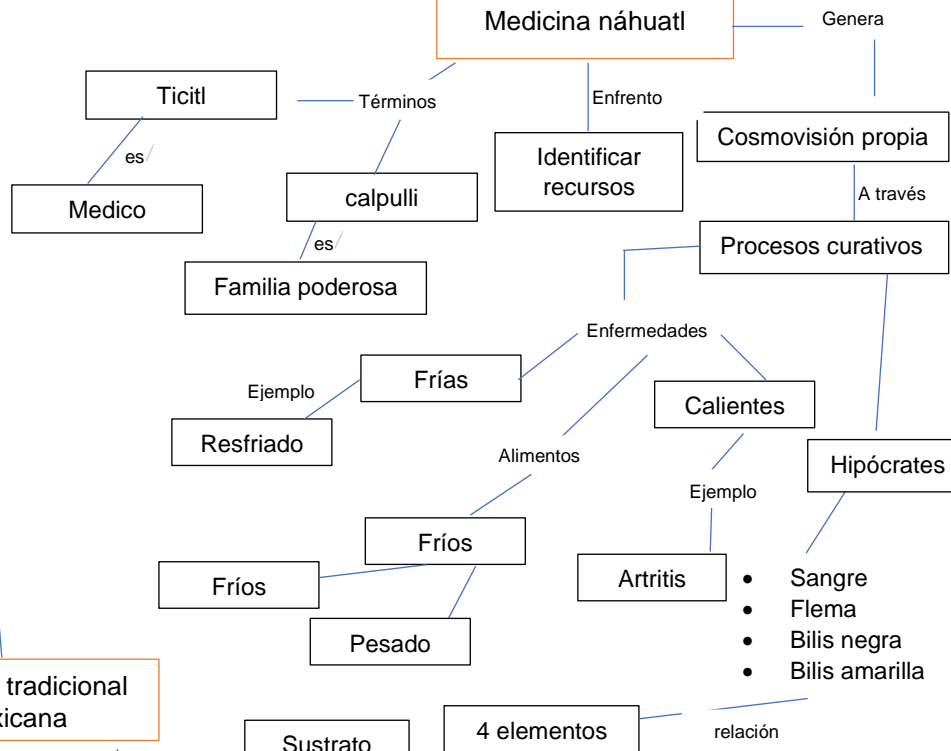 Medicina náhuatl
Genera
Ticitl
Términos
Enfrento
Cosmovisión propia
es
Identificar
recursos
Medico
calpulli
A través
es
Procesos curativos
Familia poderosa
Enfermedades
Frías
Ejemplo
Calientes
Resfriado
Alimentos
Hipócrates
Ejemplo
Fríos
Fríos
Artritis
• Sangre
• Flema
• Bilis negra
• Bilis amarilla
Pesado
tradicional
xicana
4 elementos
relación
Sustrato